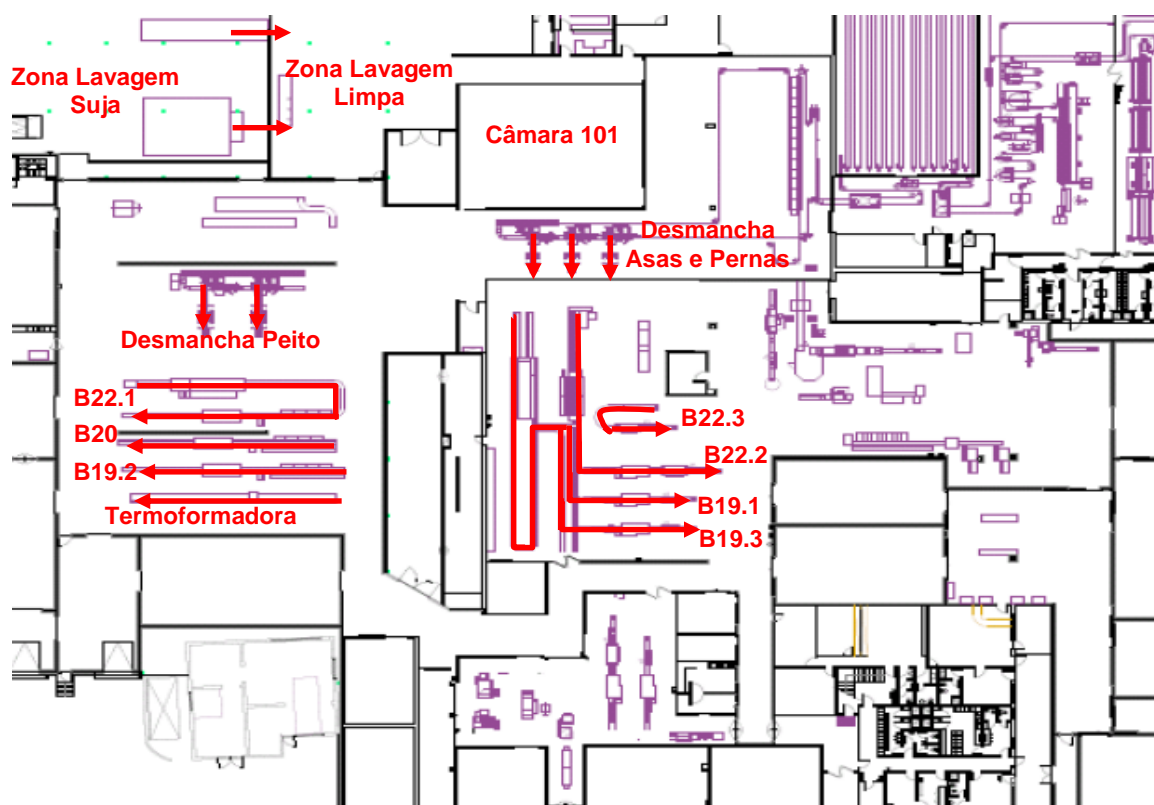 Zona Lavagem
Suja
Zona Lavagem
Limpa
Câmara 101
Desmancha
Asas e Pernas
Desmancha Peito
B22.1
B20
B19.2
Termoformadora
B22.3
B22.2
B19.1
B19.3